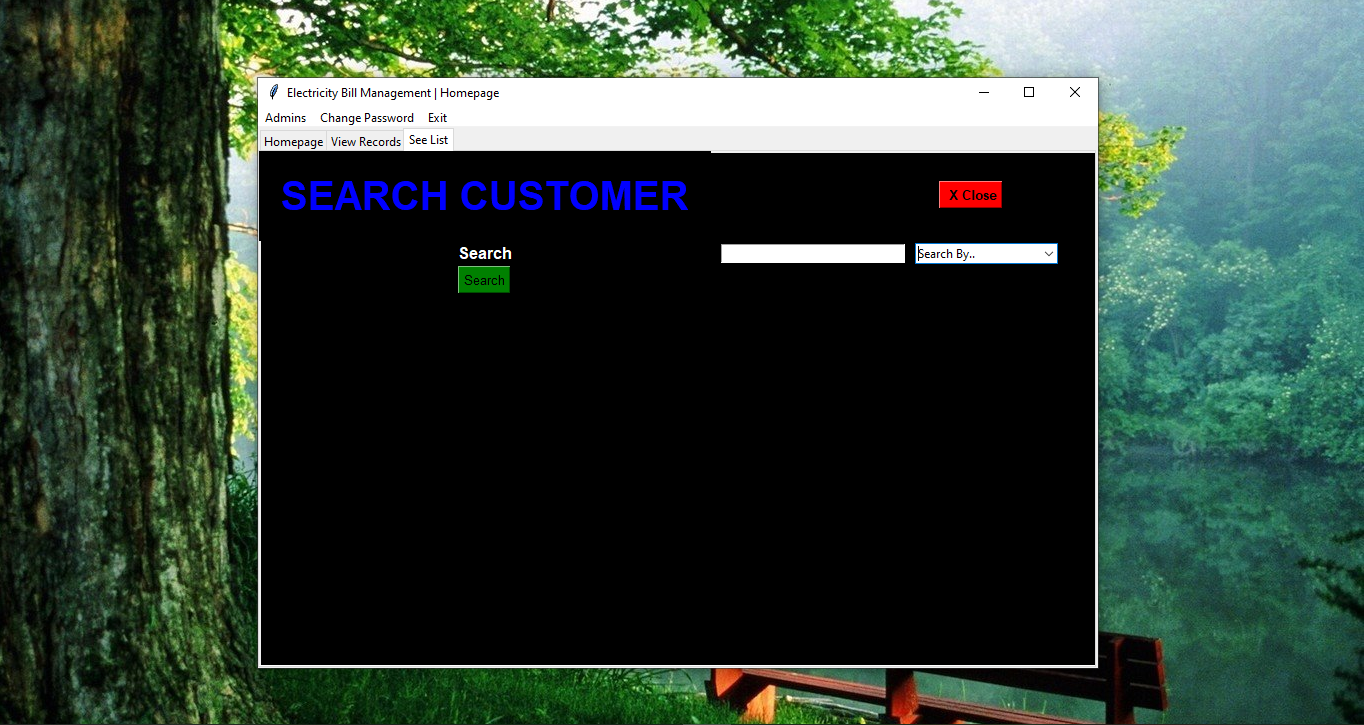 Electricity Bill Management | Homepage
Admins Change Password Exit
Homepage View Records See List
SEARCH CUSTOMER
X Close
Search
Search By..
Search